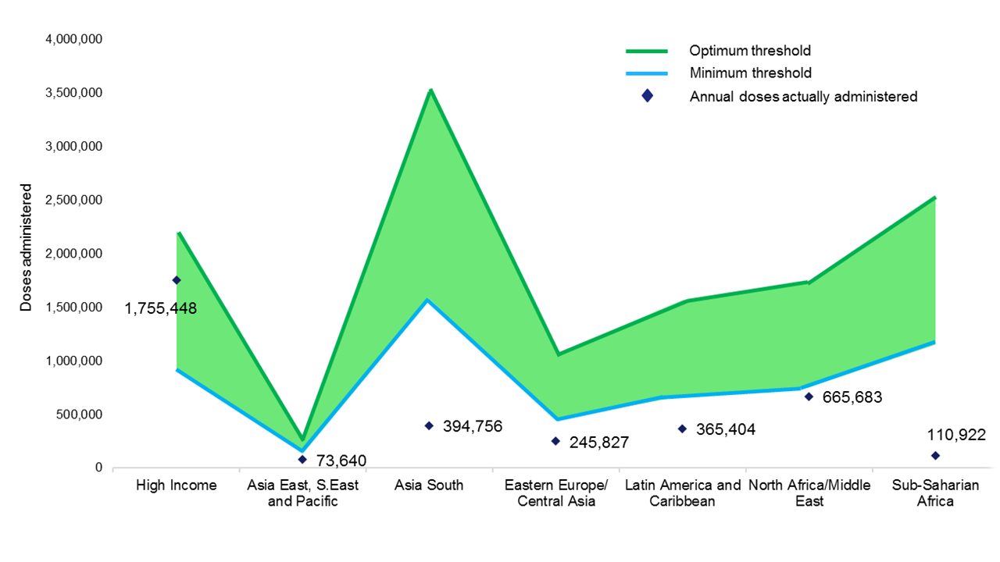 4,000,000
3,500,000
3,000,000
2,500,000
2,000,000
1,500,000
1,000,000
500,000
0
Doses administered
Optimum threshold
Minimum threshold
Annual doses actually administered
1,755,448
73,640
394,756
245,827
365,404
665,683
110,922
High Income
Asia East, S.East
and Pacific
Asia South
Eastern Europe/
Central Asia
Latin America and
Caribbean
North Africa/Middle
East
Sub-Saharian
Africa